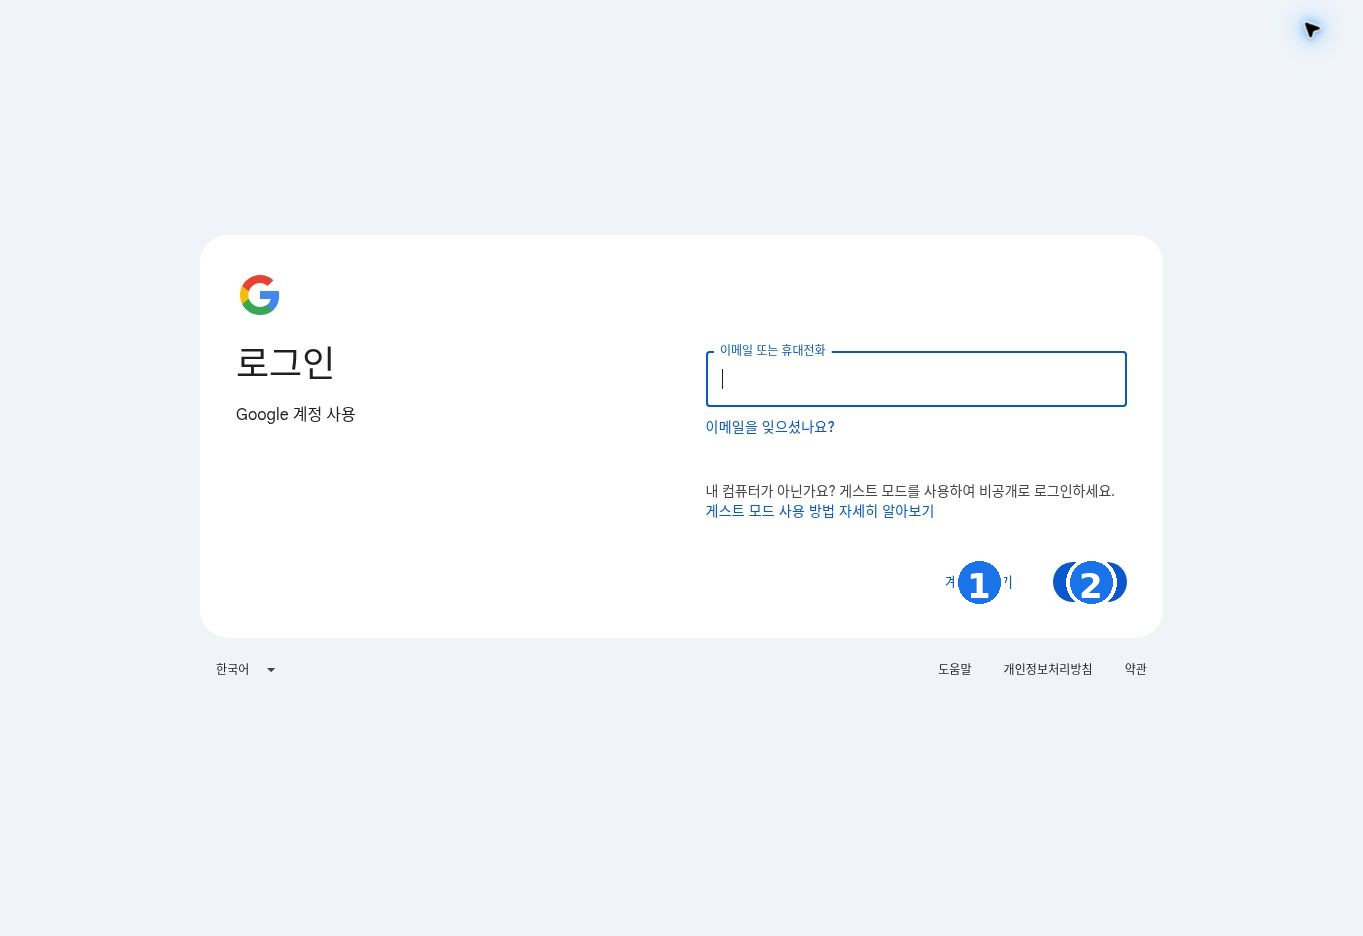 로그인
Google 계정 사용
이메일 또는 휴대전화
이메일을 잊으셨나요?
내 컴퓨터가 아닌가요? 게스트 모드를 사용하여 비공개로 로그인하세요.
게스트 모드 사용 방법 자세히 알아보기
1
2
한국어
도움말
개인정보처리방침
약관